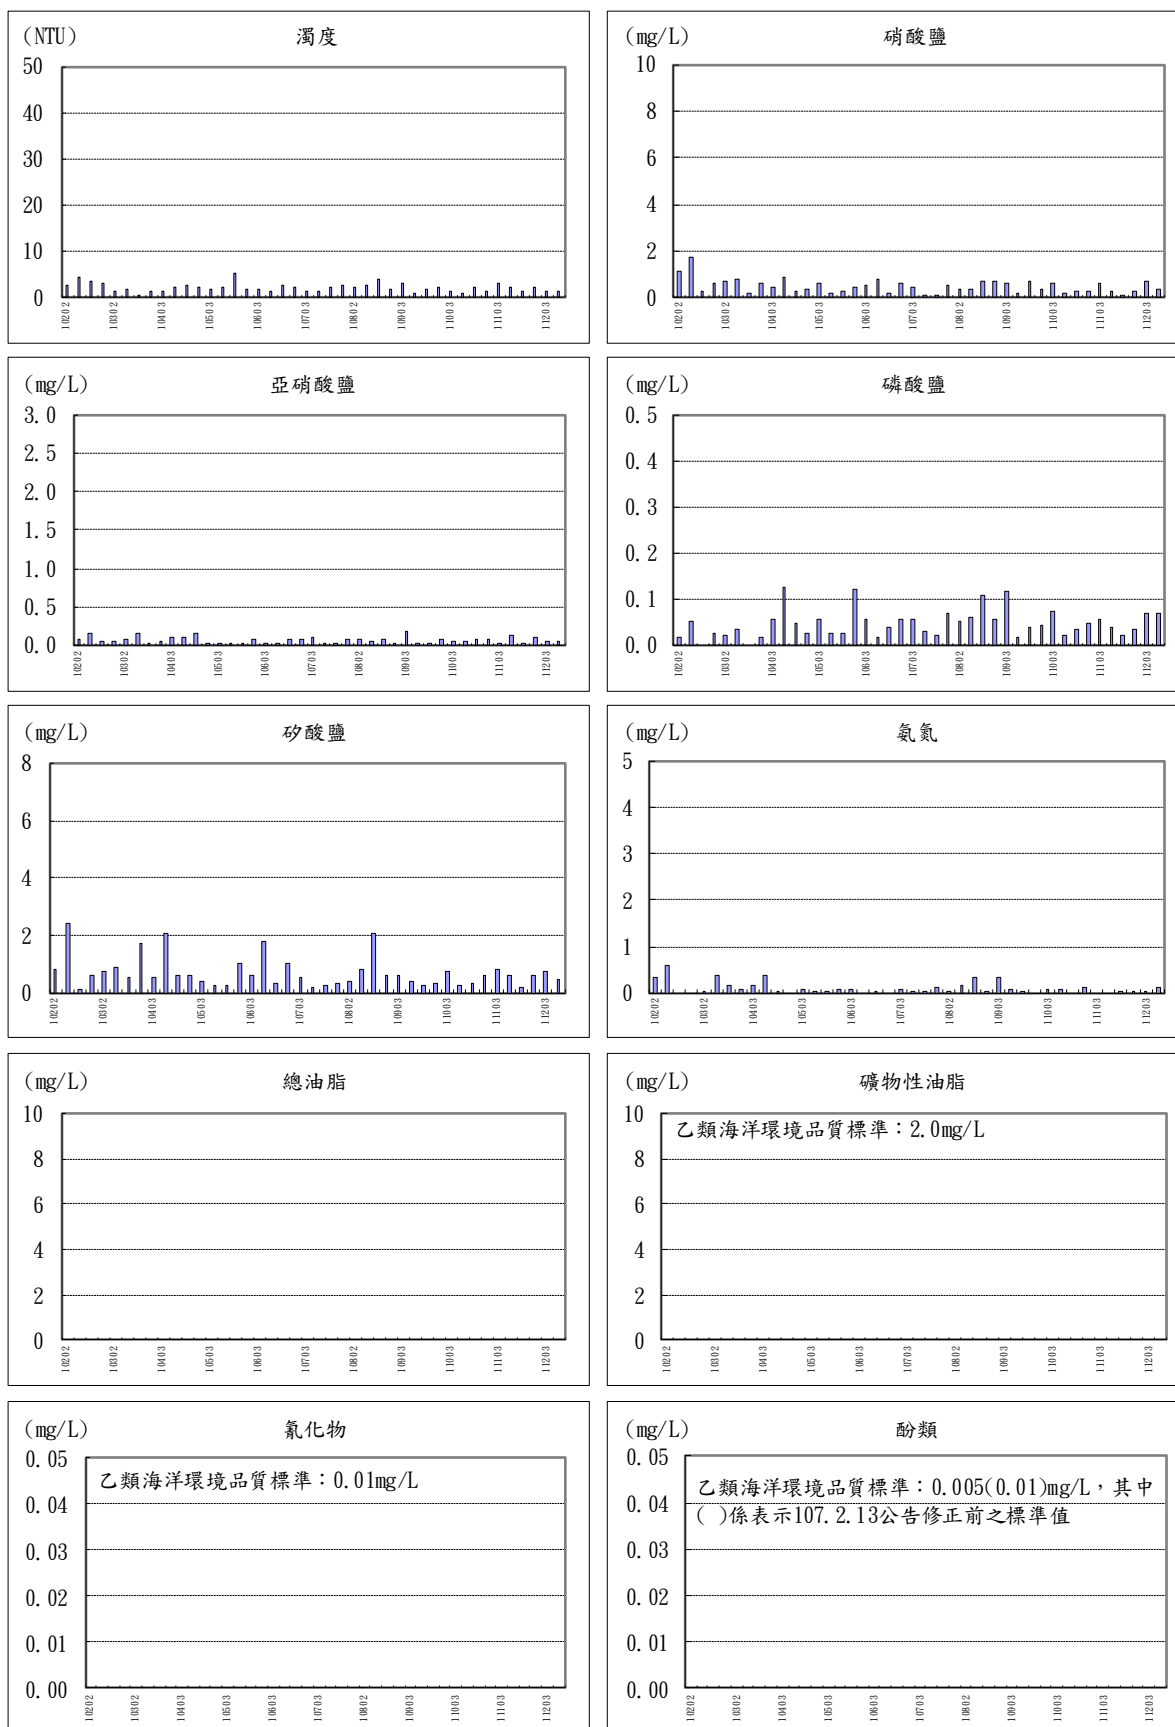 (NTU) 濁度
50
40
30
20
10
0
10202 10302 10403 10503 10603 10703 10802 10903 11003 11103 11203
(mg/L) 硝酸鹽
10
8
6
4
2
0
10202 10302 10403 10503 10603 10703 10802 10903 11003 11103 11203
(mg/L) 亞硝酸鹽
3.0
2.5
2.0
1.5
1.0
0.5
0.0
10202 10302 10403 10503 10603 10703 10802 10903 11003 11103 11203
(mg/L) 磷酸鹽
0.5
0.4
0.3
0.2
0.1
0.0
10202 10302 10403 10503 10603 10703 10802 10903 11003 11103 11203
(mg/L) 矽酸鹽
8
6
4
2
0
10202 10302 10403 10503 10603 10703 10802 10903 11003 11103 11203
(mg/L) 氨氮
5
4
3
2
1
0
10202 10302 10403 10503 10603 10703 10802 10903 11003 11103 11203
(mg/L) 總油脂
10
8
6
4
2
0
10202 10302 10403 10503 10603 10703 10802 10903 11003 11103 11203
(mg/L) 礦物性油脂
10
乙類海洋環境品質標準：2.0mg/L
8
6
4
2
0
10202 10302 10403 10503 10603 10703 10802 10903 11003 11103 11203
(mg/L) 氰化物
0.05
乙類海洋環境品質標準：0.01mg/L
0.04
0.03
0.02
0.01
0.00
10202 10302 10403 10503 10603 10703 10802 10903 11003 11103 11203
(mg/L) 酚類
0.05
乙類海洋環境品質標準：0.005(0.01)mg/L，其中
( )係表示107.2.13公告修正前之標準值
0.04
0.03
0.02
0.01
0.00
10202 10302 10403 10503 10603 10703 10802 10903 11003 11103 11203